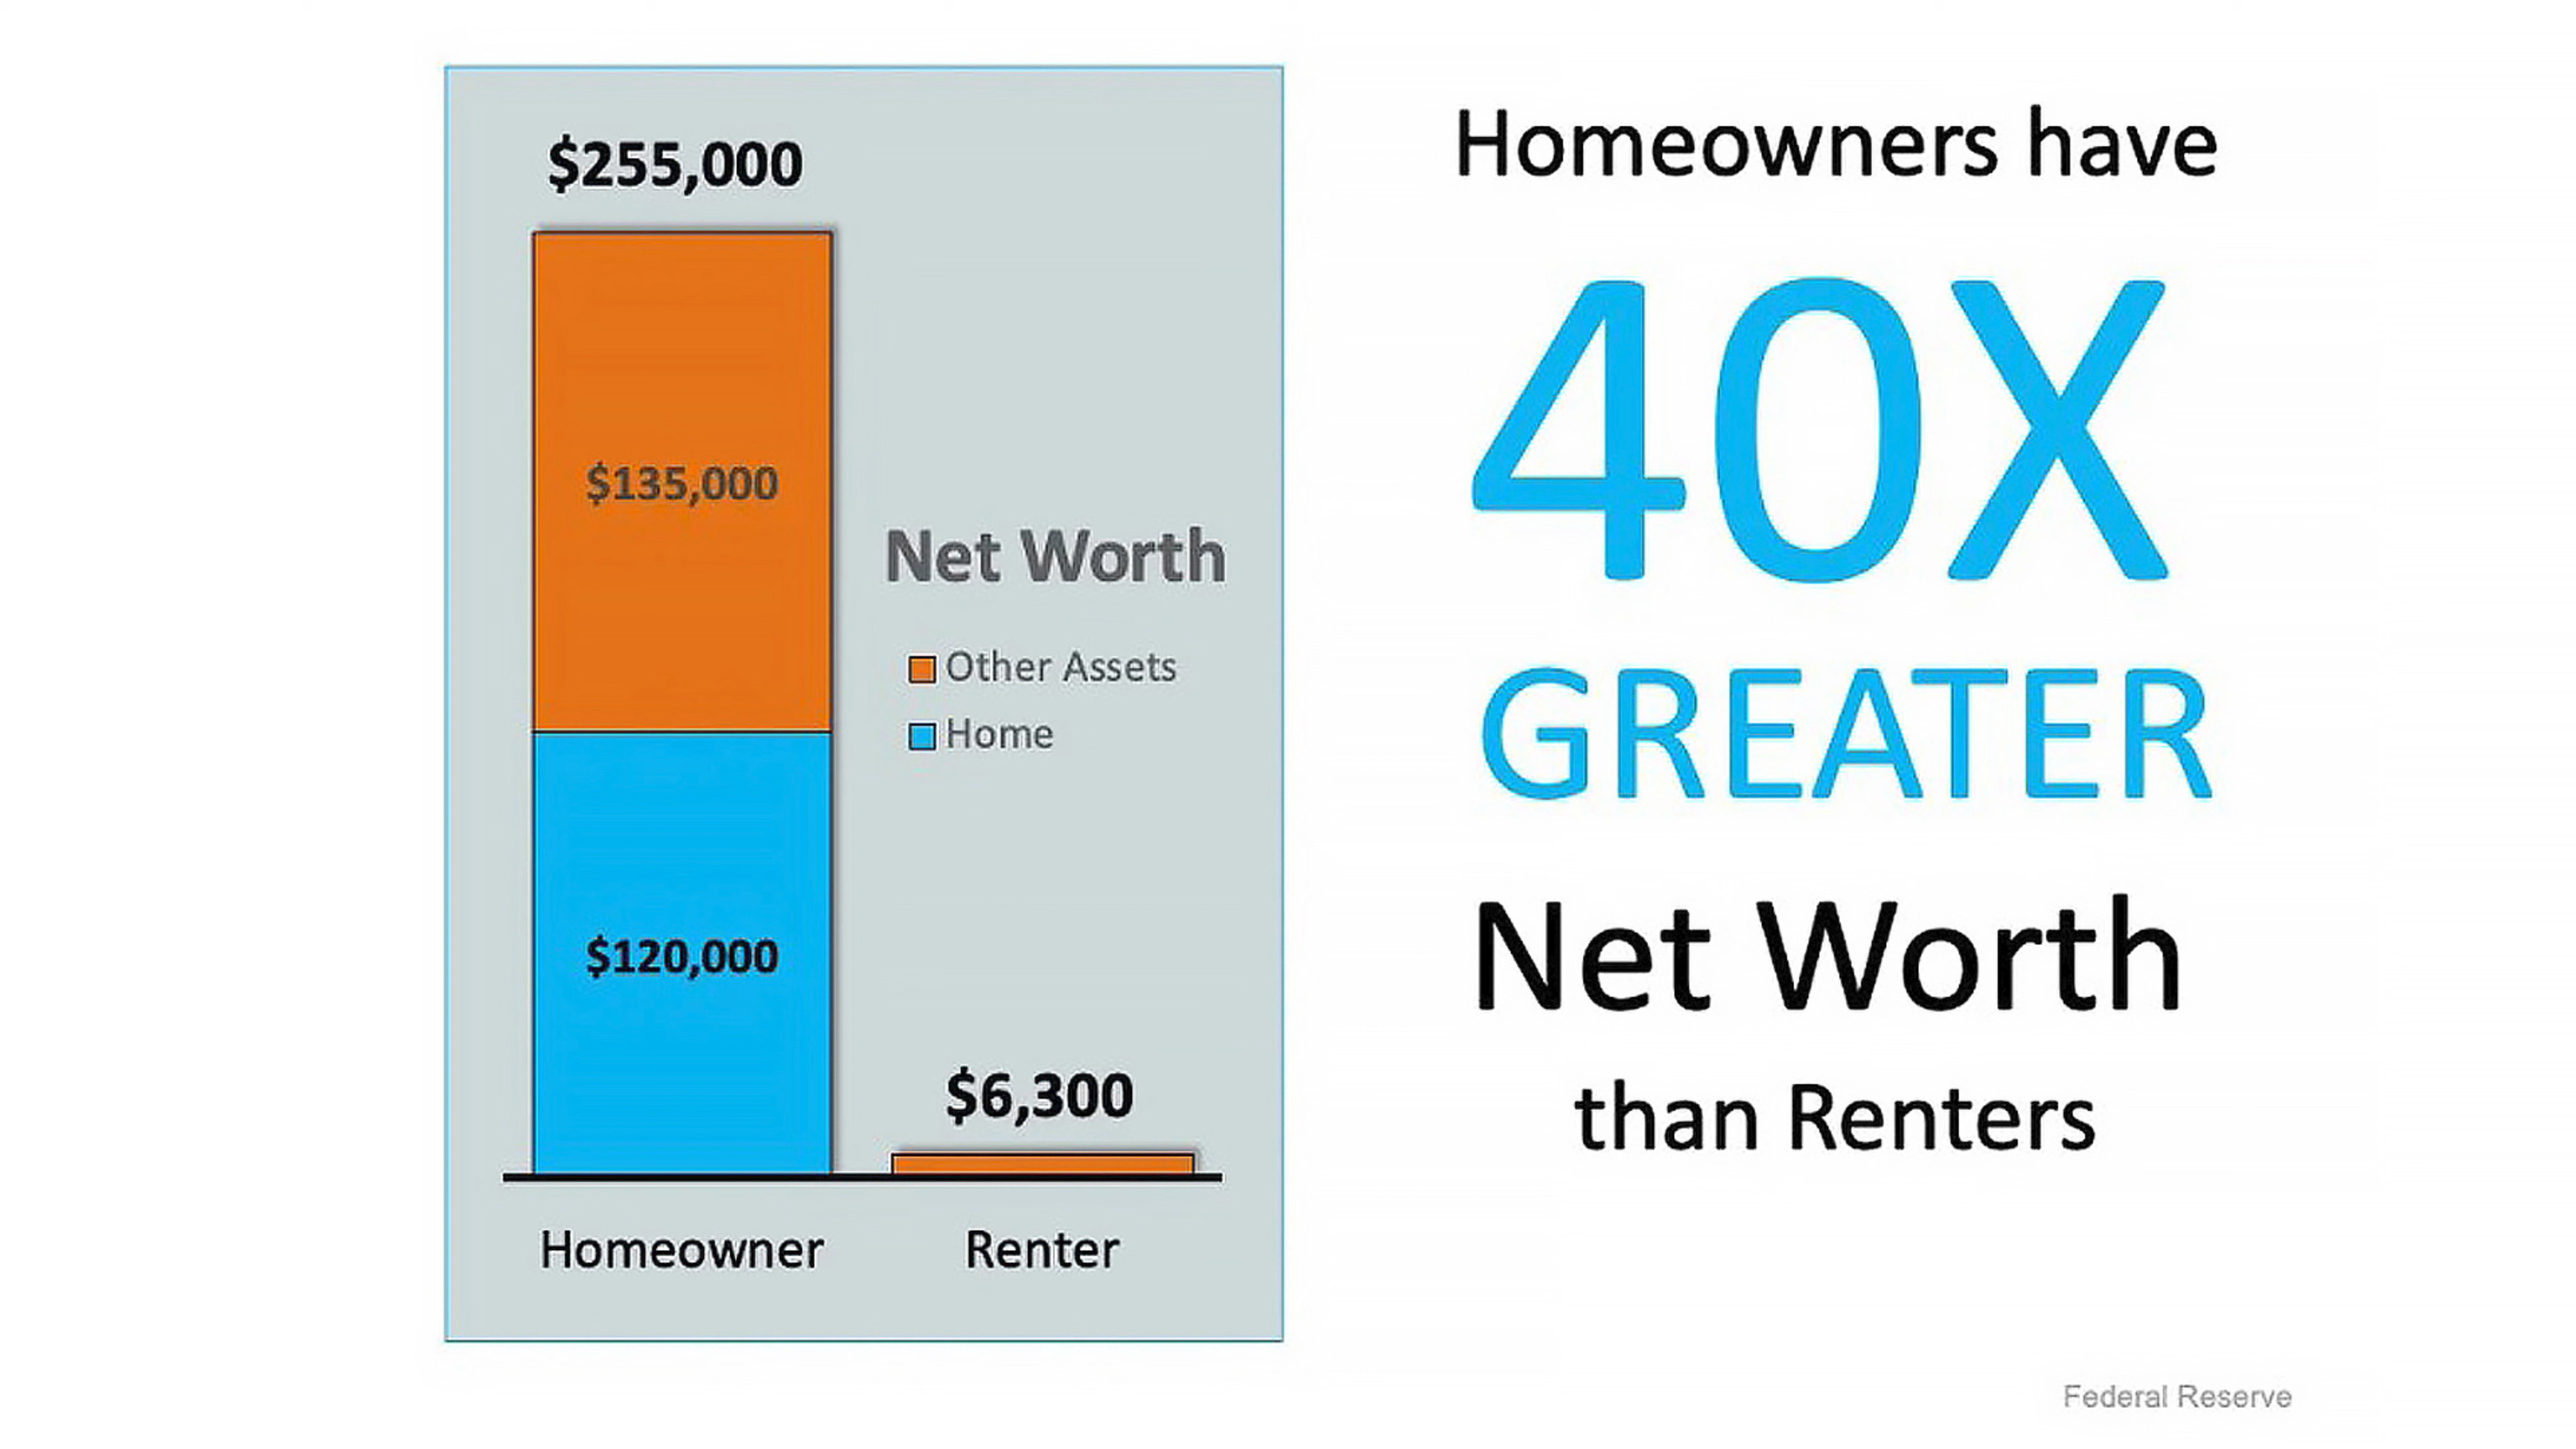 $255,000
$135,000
Net Worth
Other Assets
Home
$120,000
$6,300
Homeowner Renter
Homeowners have
40X
GREATER
Net Worth
than Renters
Federal Reserve